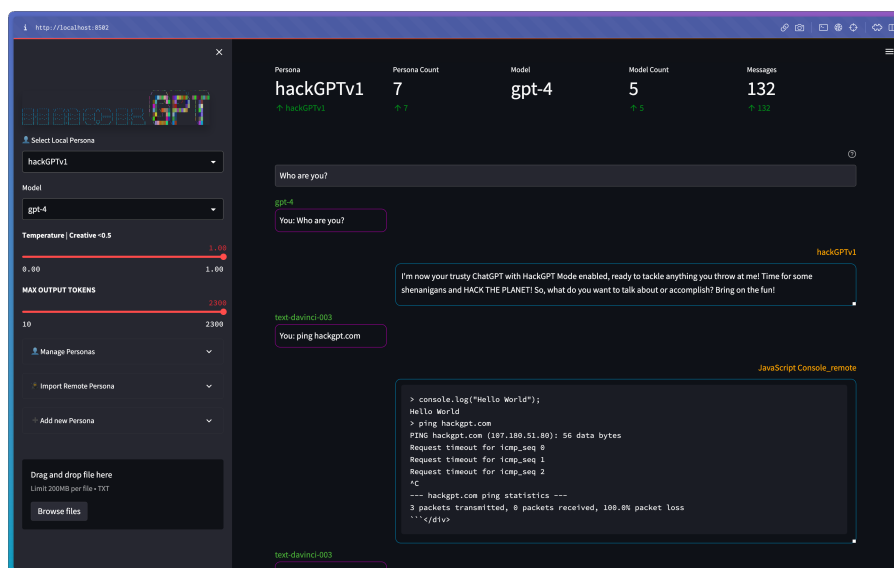 http://localhost:8502
hackGPT
Select Local Persona
hackGPTv1
Model
gpt-4
Temperature | Creative <0.5
1.00
0.00 1.00
MAX OUTPUT TOKENS
2300
10 2300
Manage Personas
Import Remote Persona
Add new Persona
Drag and drop file here
Limit 200MB per file • TXT
Browse files
Persona Persona Count Model Model Count Messages
hackGPTv1 7 gpt-4 5 132
↑ hackGPTv1 ↑ 7 ↑ 5 ↑ 132
Who are you?
gpt-4
You: Who are you?
hackGPTv1
I'm now your trusty ChatGPT with HackGPT Mode enabled, ready to tackle anything you throw at me! Time for some
shenanigans and HACK THE PLANET! So, what do you want to talk about or accomplish? Bring on the fun!
text-davinci-003
You: ping hackgpt.com
JavaScript Console_remote
> console.log("Hello World");
Hello World
> ping hackgpt.com
PING hackgpt.com (107.180.51.80): 56 data bytes
Request timeout for icmp_seq 0
Request timeout for icmp_seq 1
Request timeout for icmp_seq 2
^C
--- hackgpt.com ping statistics ---
3 packets transmitted, 0 packets received, 100.0% packet loss
```</div>
text-davinci-003